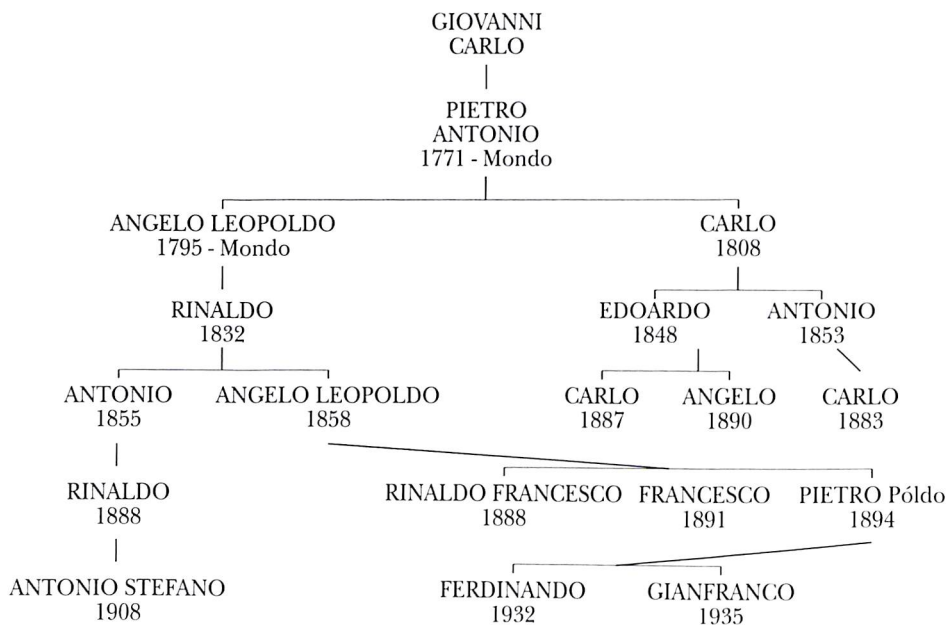 GIOVANNI
CARLO
PIETRO
ANTONIO
1771 - Mondo
ANGELO LEOPOLDO
1795 - Mondo
CARLO
1808
RINALDO
1832
EDOARDO
1848
ANTONIO
1853
ANTONIO
1855
ANGELO LEOPOLDO
1858
CARLO
1887
ANGELO
1890
CARLO
1883
RINALDO
1888
RINALDO FRANCESCO
1888
FRANCESCO
1891
PIETRO Póldo
1894
ANTONIO STEFANO
1908
FERDINANDO
1932
GIANFRANCO
1935